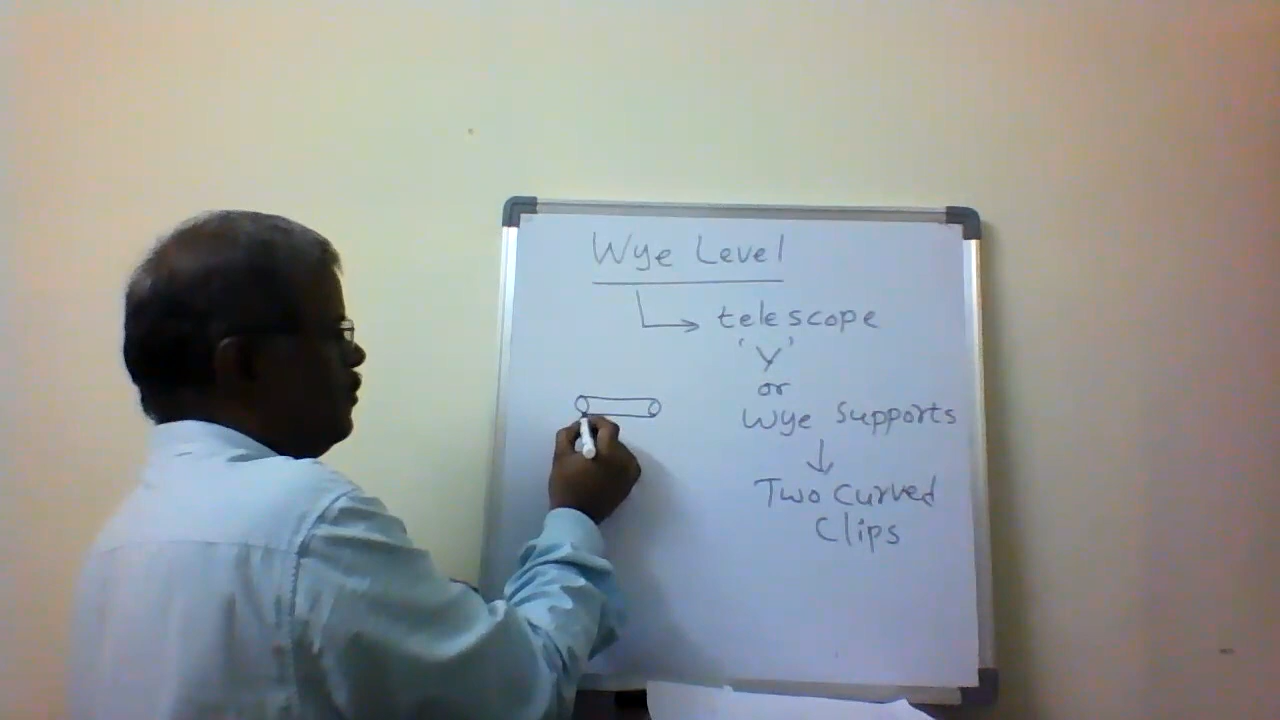 Wye Level
telescope
'Y'
or
Wye Supports
Two Curved
Clips